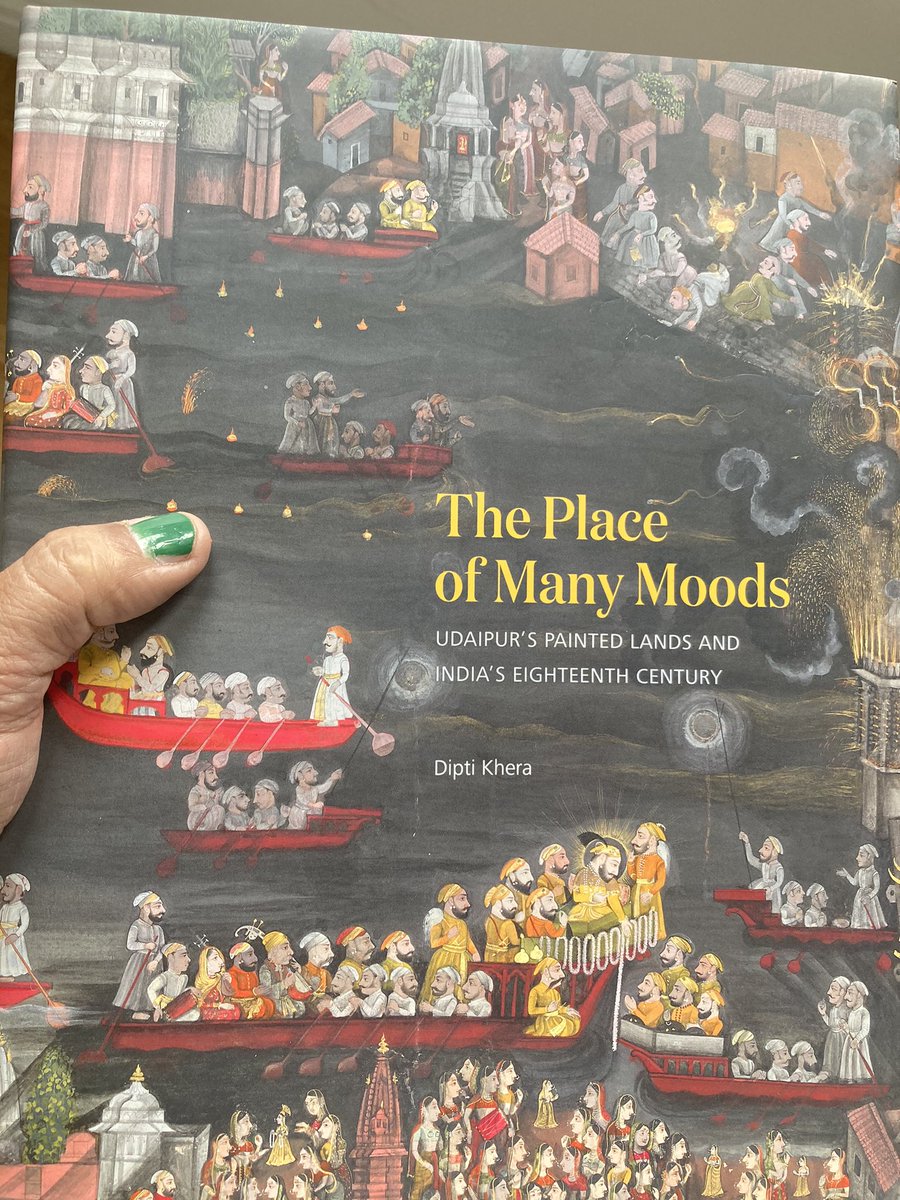 The Place
of Many Moods
UDAIPUR’S PAINTED LANDS AND
INDIA’S EIGHTEENTH CENTURY
Dipti Khera